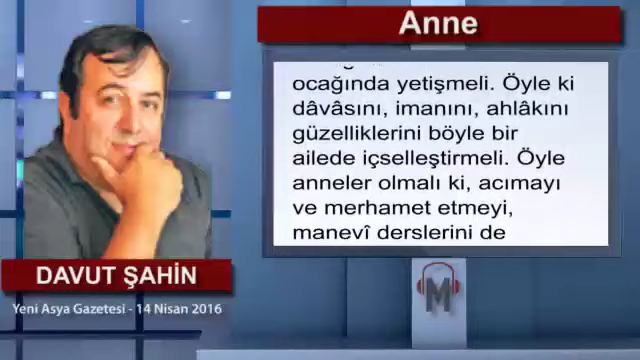 Anne
ocağında yetişmeli. Öyle ki
dâvâsını, imanını, ahlâkını
güzelliklerini böyle bir
ailede içselleştirmeli. Öyle
anneler olmalı ki, acımayı
ve merhamet etmeyi,
manevî derslerini de
DAVUT ŞAHİN
Yeni Asya Gazetesi - 14 Nisan 2016
M